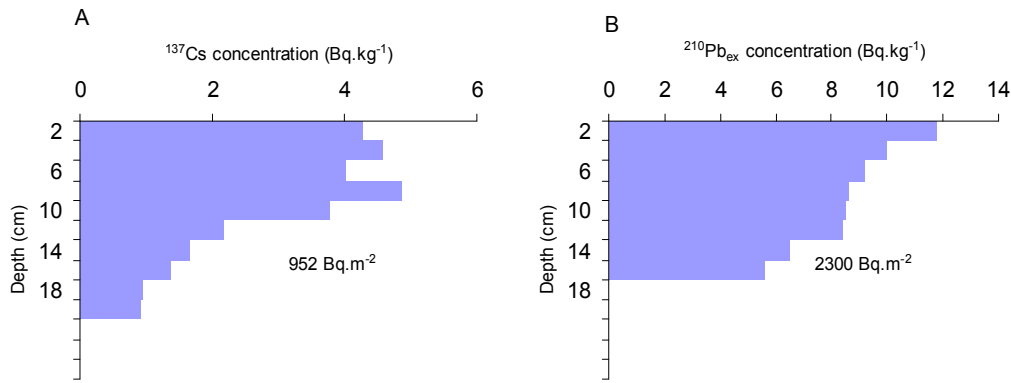 A
¹³⁷Cs concentration (Bq.kg⁻¹)
0 2 4 6
2
6
10
14
18
Depth (cm)
952 Bq.m⁻²
B
²¹⁰Pbₑₓ concentration (Bq.kg⁻¹)
0 2 4 6 8 10 12 14
2
6
10
14
18
Depth (cm)
2300 Bq.m⁻²